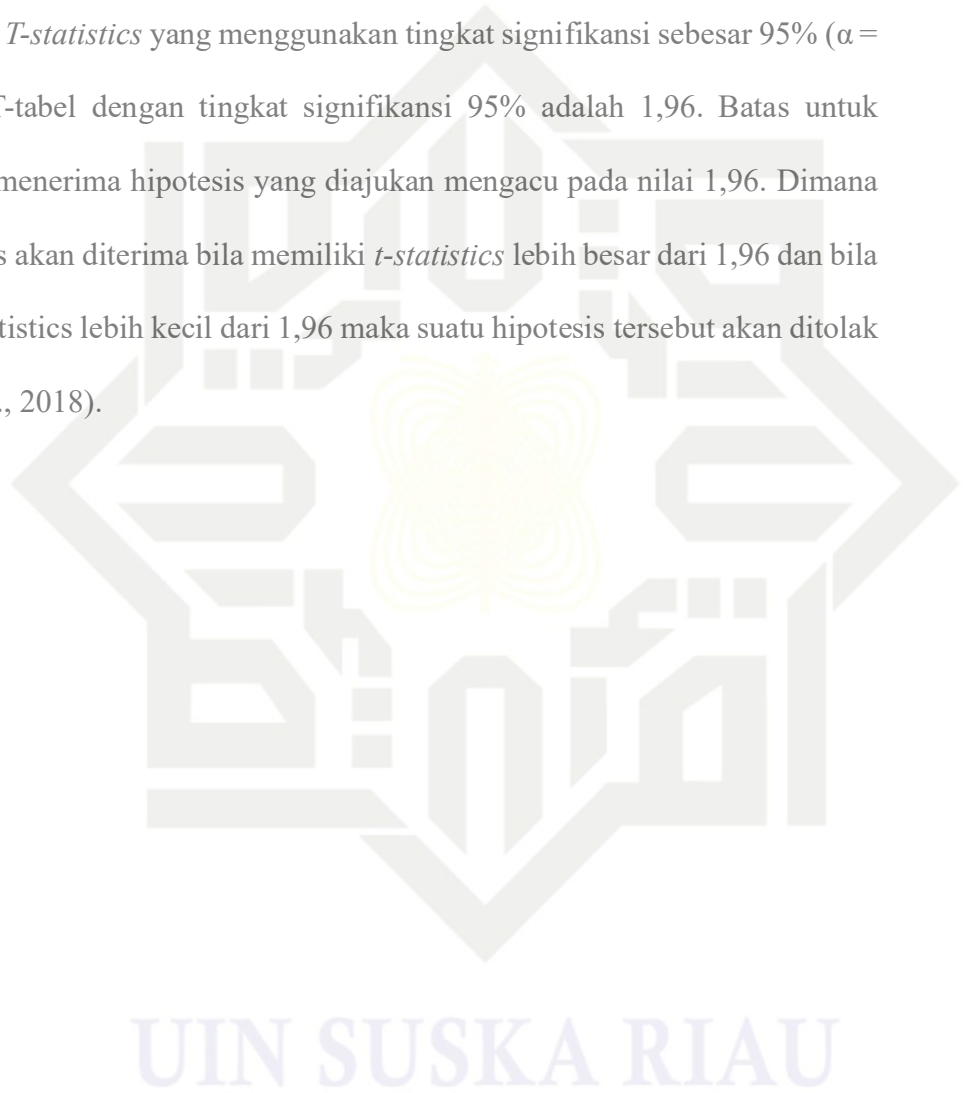 T-statistics yang menggunakan tingkat signifikansi sebesar 95% (α =
T-tabel dengan tingkat signifikansi 95% adalah 1,96. Batas untuk
menerima hipotesis yang diajukan mengacu pada nilai 1,96. Dimana
s akan diterima bila memiliki t-statistics lebih besar dari 1,96 dan bila
tistics lebih kecil dari 1,96 maka suatu hipotesis tersebut akan ditolak
., 2018).
UIN SUSKA RIAU